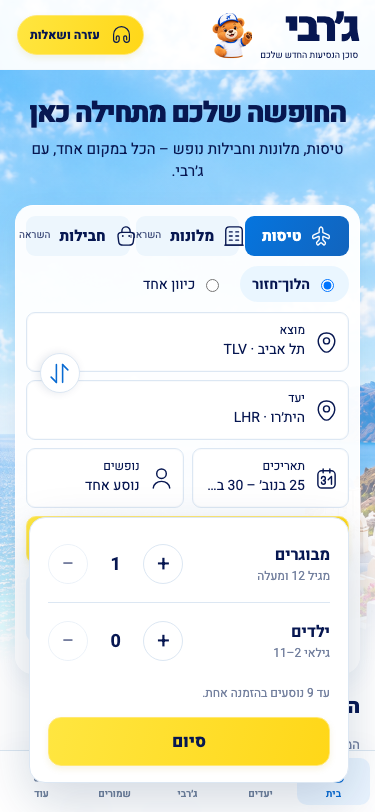 ג׳רבי
סוכן הנסיעות החדש שלכם
עזרה ושאלות
החופשה שלכם מתחילה כאן
טיסות, מלונות וחבילות נופש – הכל במקום אחד, עם
ג׳רבי.
טיסות
מלונות
השראה
חבילות
השראה
הלוך־חזור
כיוון אחד
מוצא
תל אביב · TLV
יעד
הית׳רו · LHR
תאריכים
25 בנוב׳ – 30 ב...
נופשים
נוסע אחד
מבוגרים
מגיל 12 ומעלה
+
1
−
ילדים
גילאי 2–11
+
0
−
עד 9 נוסעים בהזמנה אחת.
סיום
בית
יעדים
ג׳רבי
שמורים
עוד